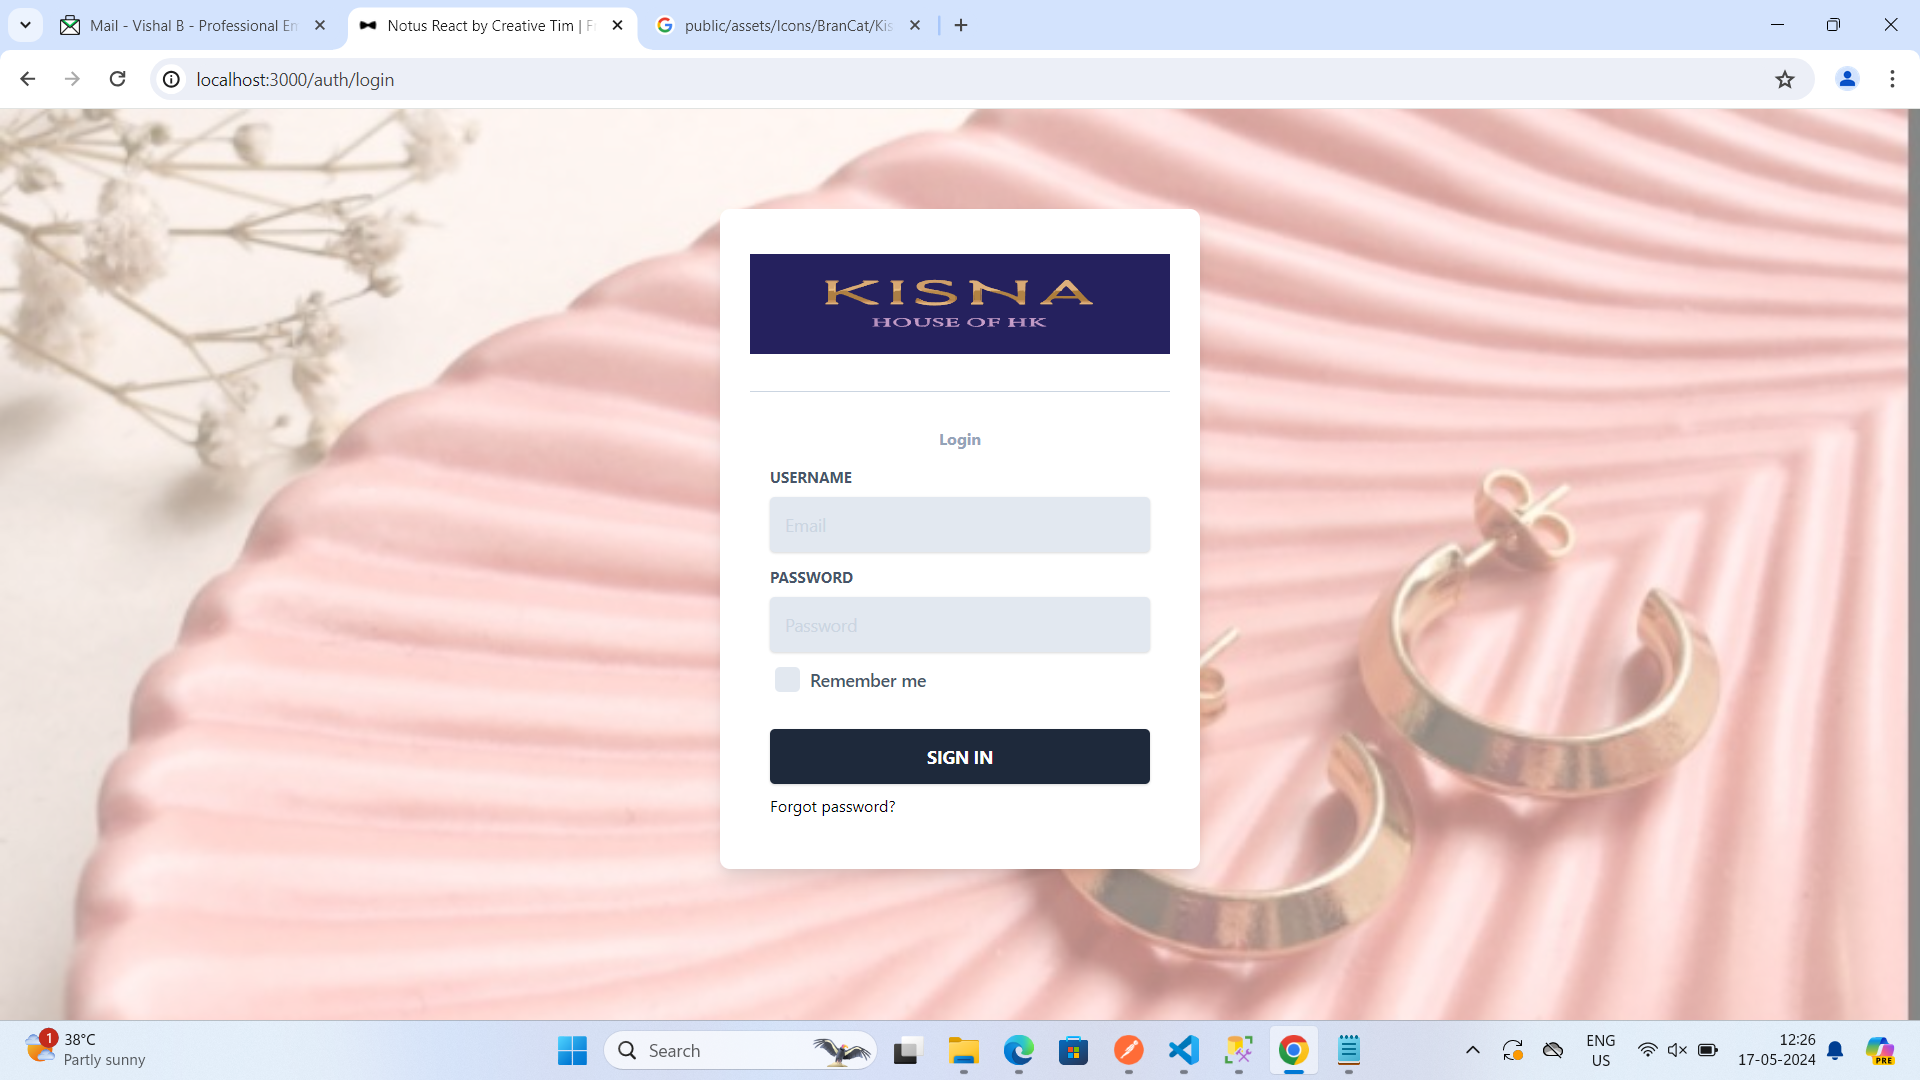 Mail - Vishal B - Professional En
Notus React by Creative Tim | Fr
public/assets/Icons/BranCat/Kis
localhost:3000/auth/login
KISNA
HOUSE OF HK
Login
USERNAME
Email
PASSWORD
Password
Remember me
SIGN IN
Forgot password?
1
38°C
Partly sunny
Search
ENG
US
12:26
17-05-2024
PRE